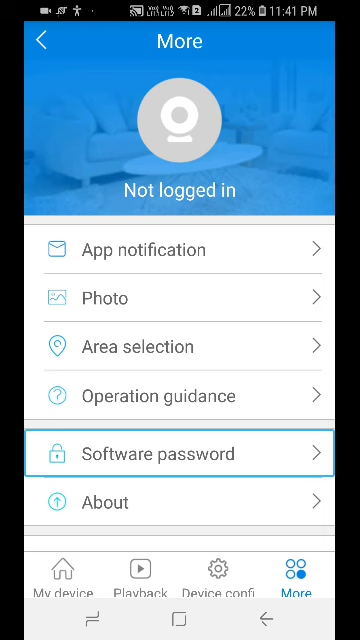 22% 11:41 PM
More
Not logged in
App notification
Photo
Area selection
Operation guidance
Software password
About
My device Playback Device confi More